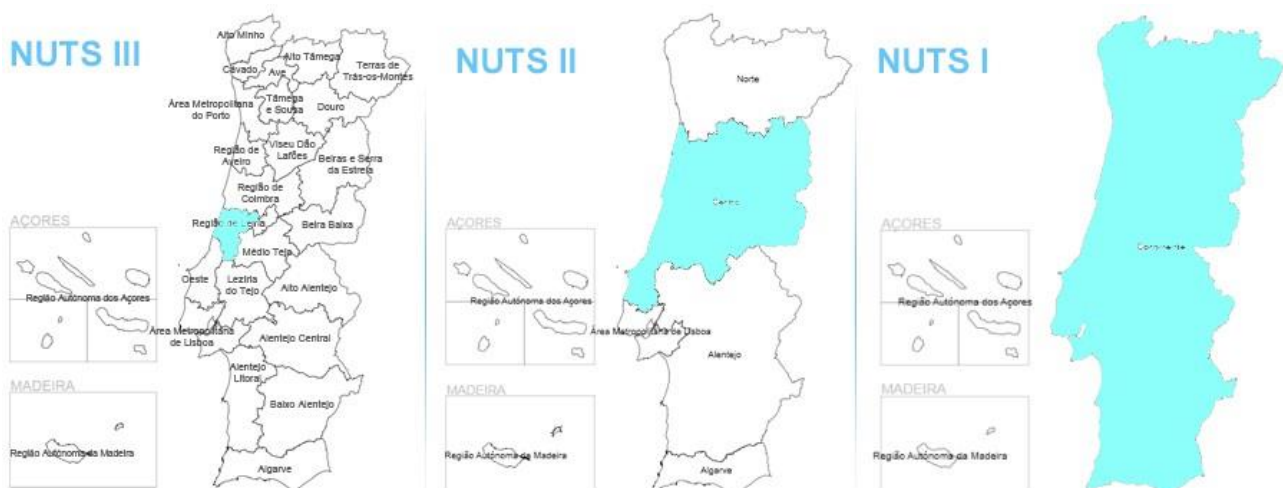 NUTS III
Alto Minho
Alto Tâmega
Terras de
Trás-os-Montes
Cávado
Ave
Área Metropolitana
do Porto
Tâmega
e Sousa
Douro
Região de
Aveiro
Viseu Dão
Lafões
Beiras e Serra
da Estrela
Região de
Coimbra
Região de Leiria
Beira Baixa
Médio Tejo
Oeste
Lezíria
do Tejo
Alto Alentejo
Área Metropolitana
de Lisboa
Alentejo Central
Alentejo
Litoral
Baixo Alentejo
Algarve
AÇORES
Região Autónoma dos Açores
MADEIRA
Região Autónoma da Madeira
NUTS II
Norte
Centro
Área Metropolitana de Lisboa
Alentejo
Algarve
AÇORES
Região Autónoma dos Açores
MADEIRA
Região Autónoma da Madeira
NUTS I
Continente
AÇORES
Região Autónoma dos Açores
MADEIRA
Região Autónoma da Madeira